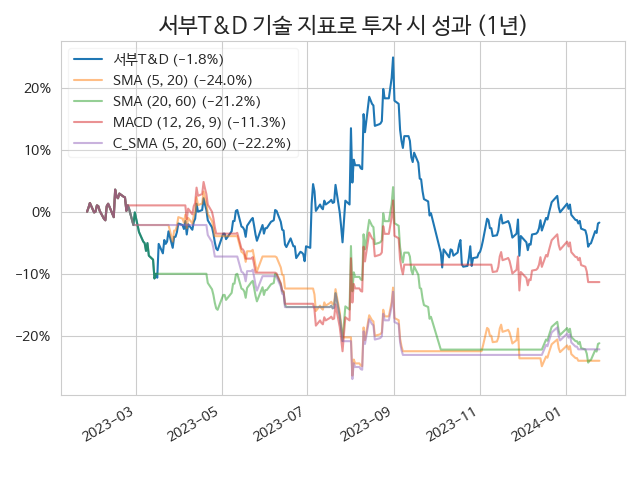 서부T&D 기술 지표로 투자 시 성과 (1년)
서부T&D (−1.8%)
SMA (5, 20) (−24.0%)
SMA (20, 60) (−21.2%)
MACD (12, 26, 9) (−11.3%)
C_SMA (5, 20, 60) (−22.2%)
20%
10%
0%
−10%
−20%
2023−03
2023−05
2023−07
2023−09
2023−11
2024−01